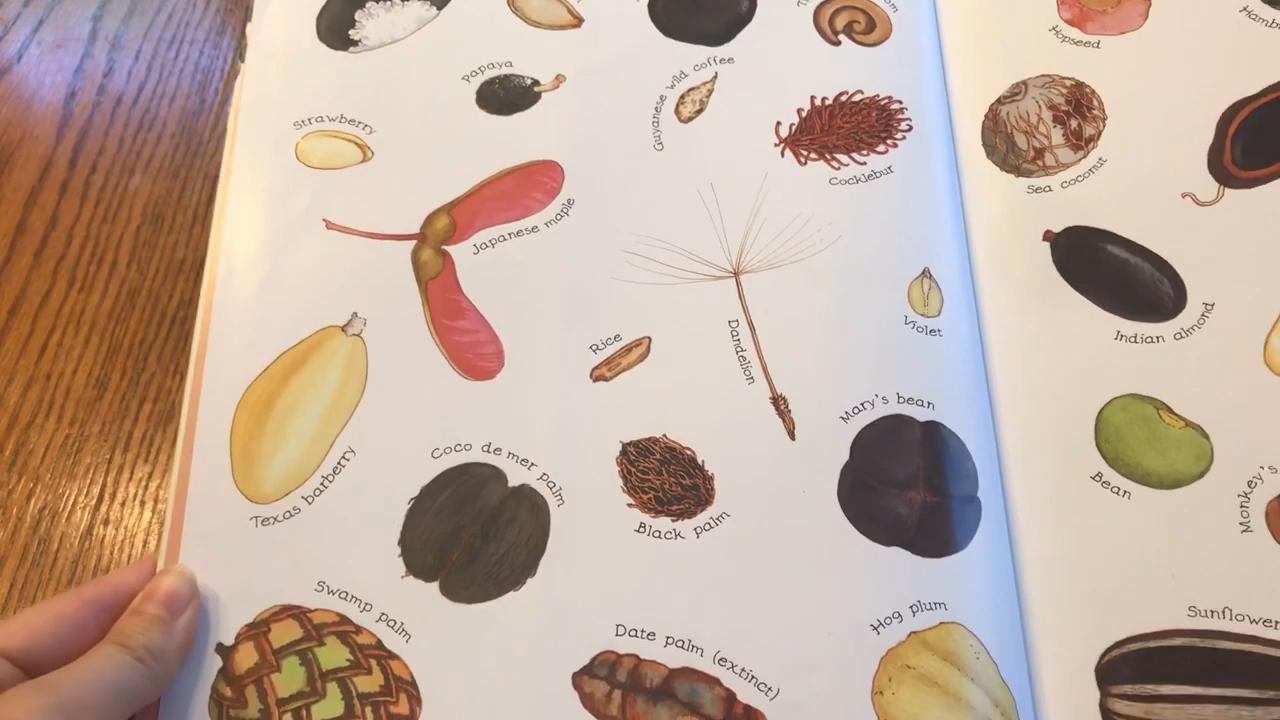 Papaya
Guyanese wild coffee
Strawberry
Cocklebur
Japanese maple
Dandelion
Violet
Rice
Texas barberry
Coco de mer palm
Black palm
Mary's bean
Swamp palm
Date palm (extinct)
Hog plum
Hopseed
Sea coconut
Indian almond
Bean
Monkey's
Sunflower